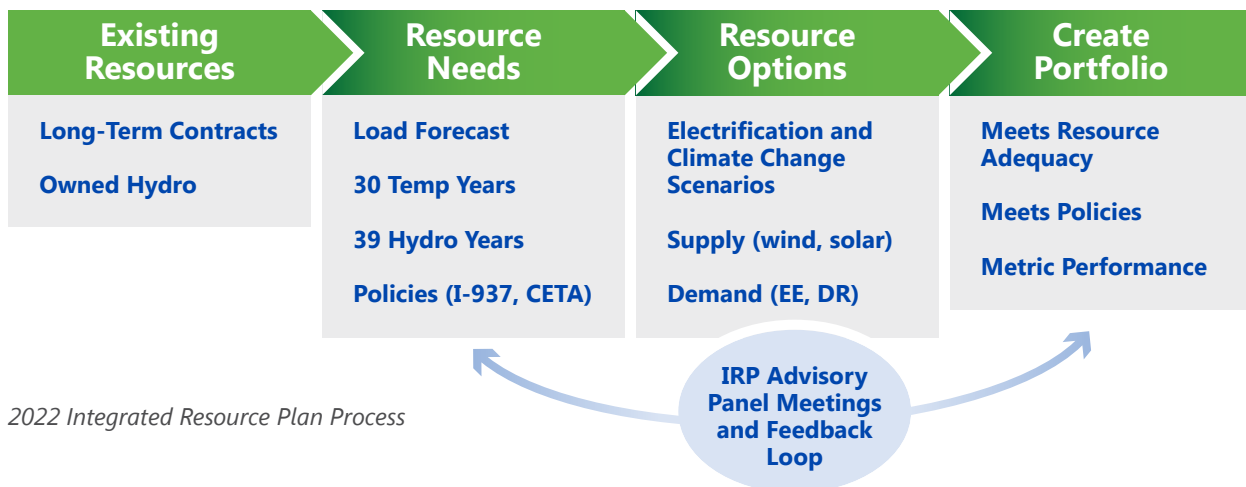 Existing
Resources
Long-Term Contracts
Owned Hydro
Resource
Needs
Load Forecast
30 Temp Years
39 Hydro Years
Policies (I-937, CETA)
Resource
Options
Electrification and
Climate Change
Scenarios
Supply (wind, solar)
Demand (EE, DR)
Create
Portfolio
Meets Resource
Adequacy
Meets Policies
Metric Performance
IRP Advisory
Panel Meetings
and Feedback
Loop
2022 Integrated Resource Plan Process